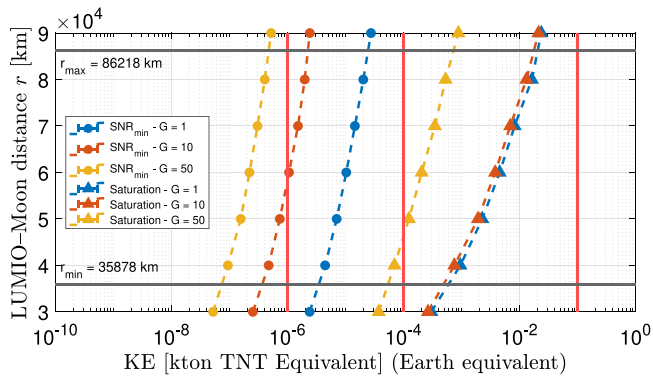 9 ×10⁴
r_max = 86218 km
8
7
SNR_min - G = 1
SNR_min - G = 10
SNR_min - G = 50
Saturation - G = 1
Saturation - G = 10
Saturation - G = 50
6
5
4
r_min = 35878 km
3
LUMIO–Moon distance r [km]
10⁻¹⁰ 10⁻⁸ 10⁻⁶ 10⁻⁴ 10⁻² 10⁰
KE [kton TNT Equivalent] (Earth equivalent)